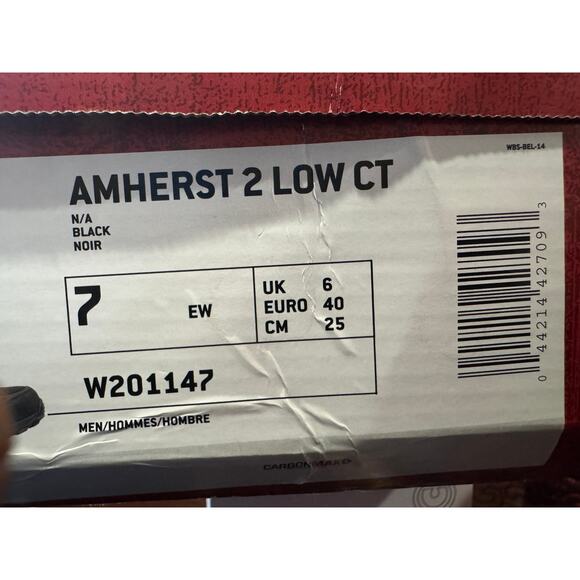 WBS-BEL-14
AMHERST 2 LOW CT
N/A
BLACK
NOIR
7 EW
UK 6
EURO 40
CM 25
W201147
MEN/HOMMES/HOMBRE
CARBONMAX
0 44214 42709 3